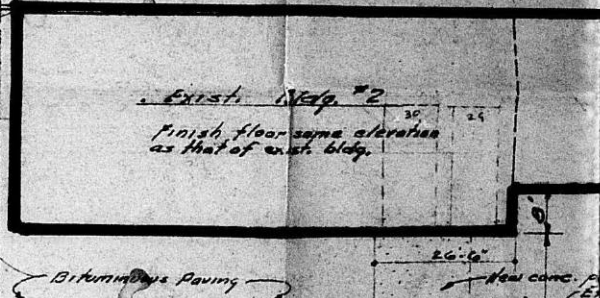 Exist. Bldg. #2
30
Finish floor same elevation
as that of exist. bldg.
26'-6"
Bituminous Paving
New conc.